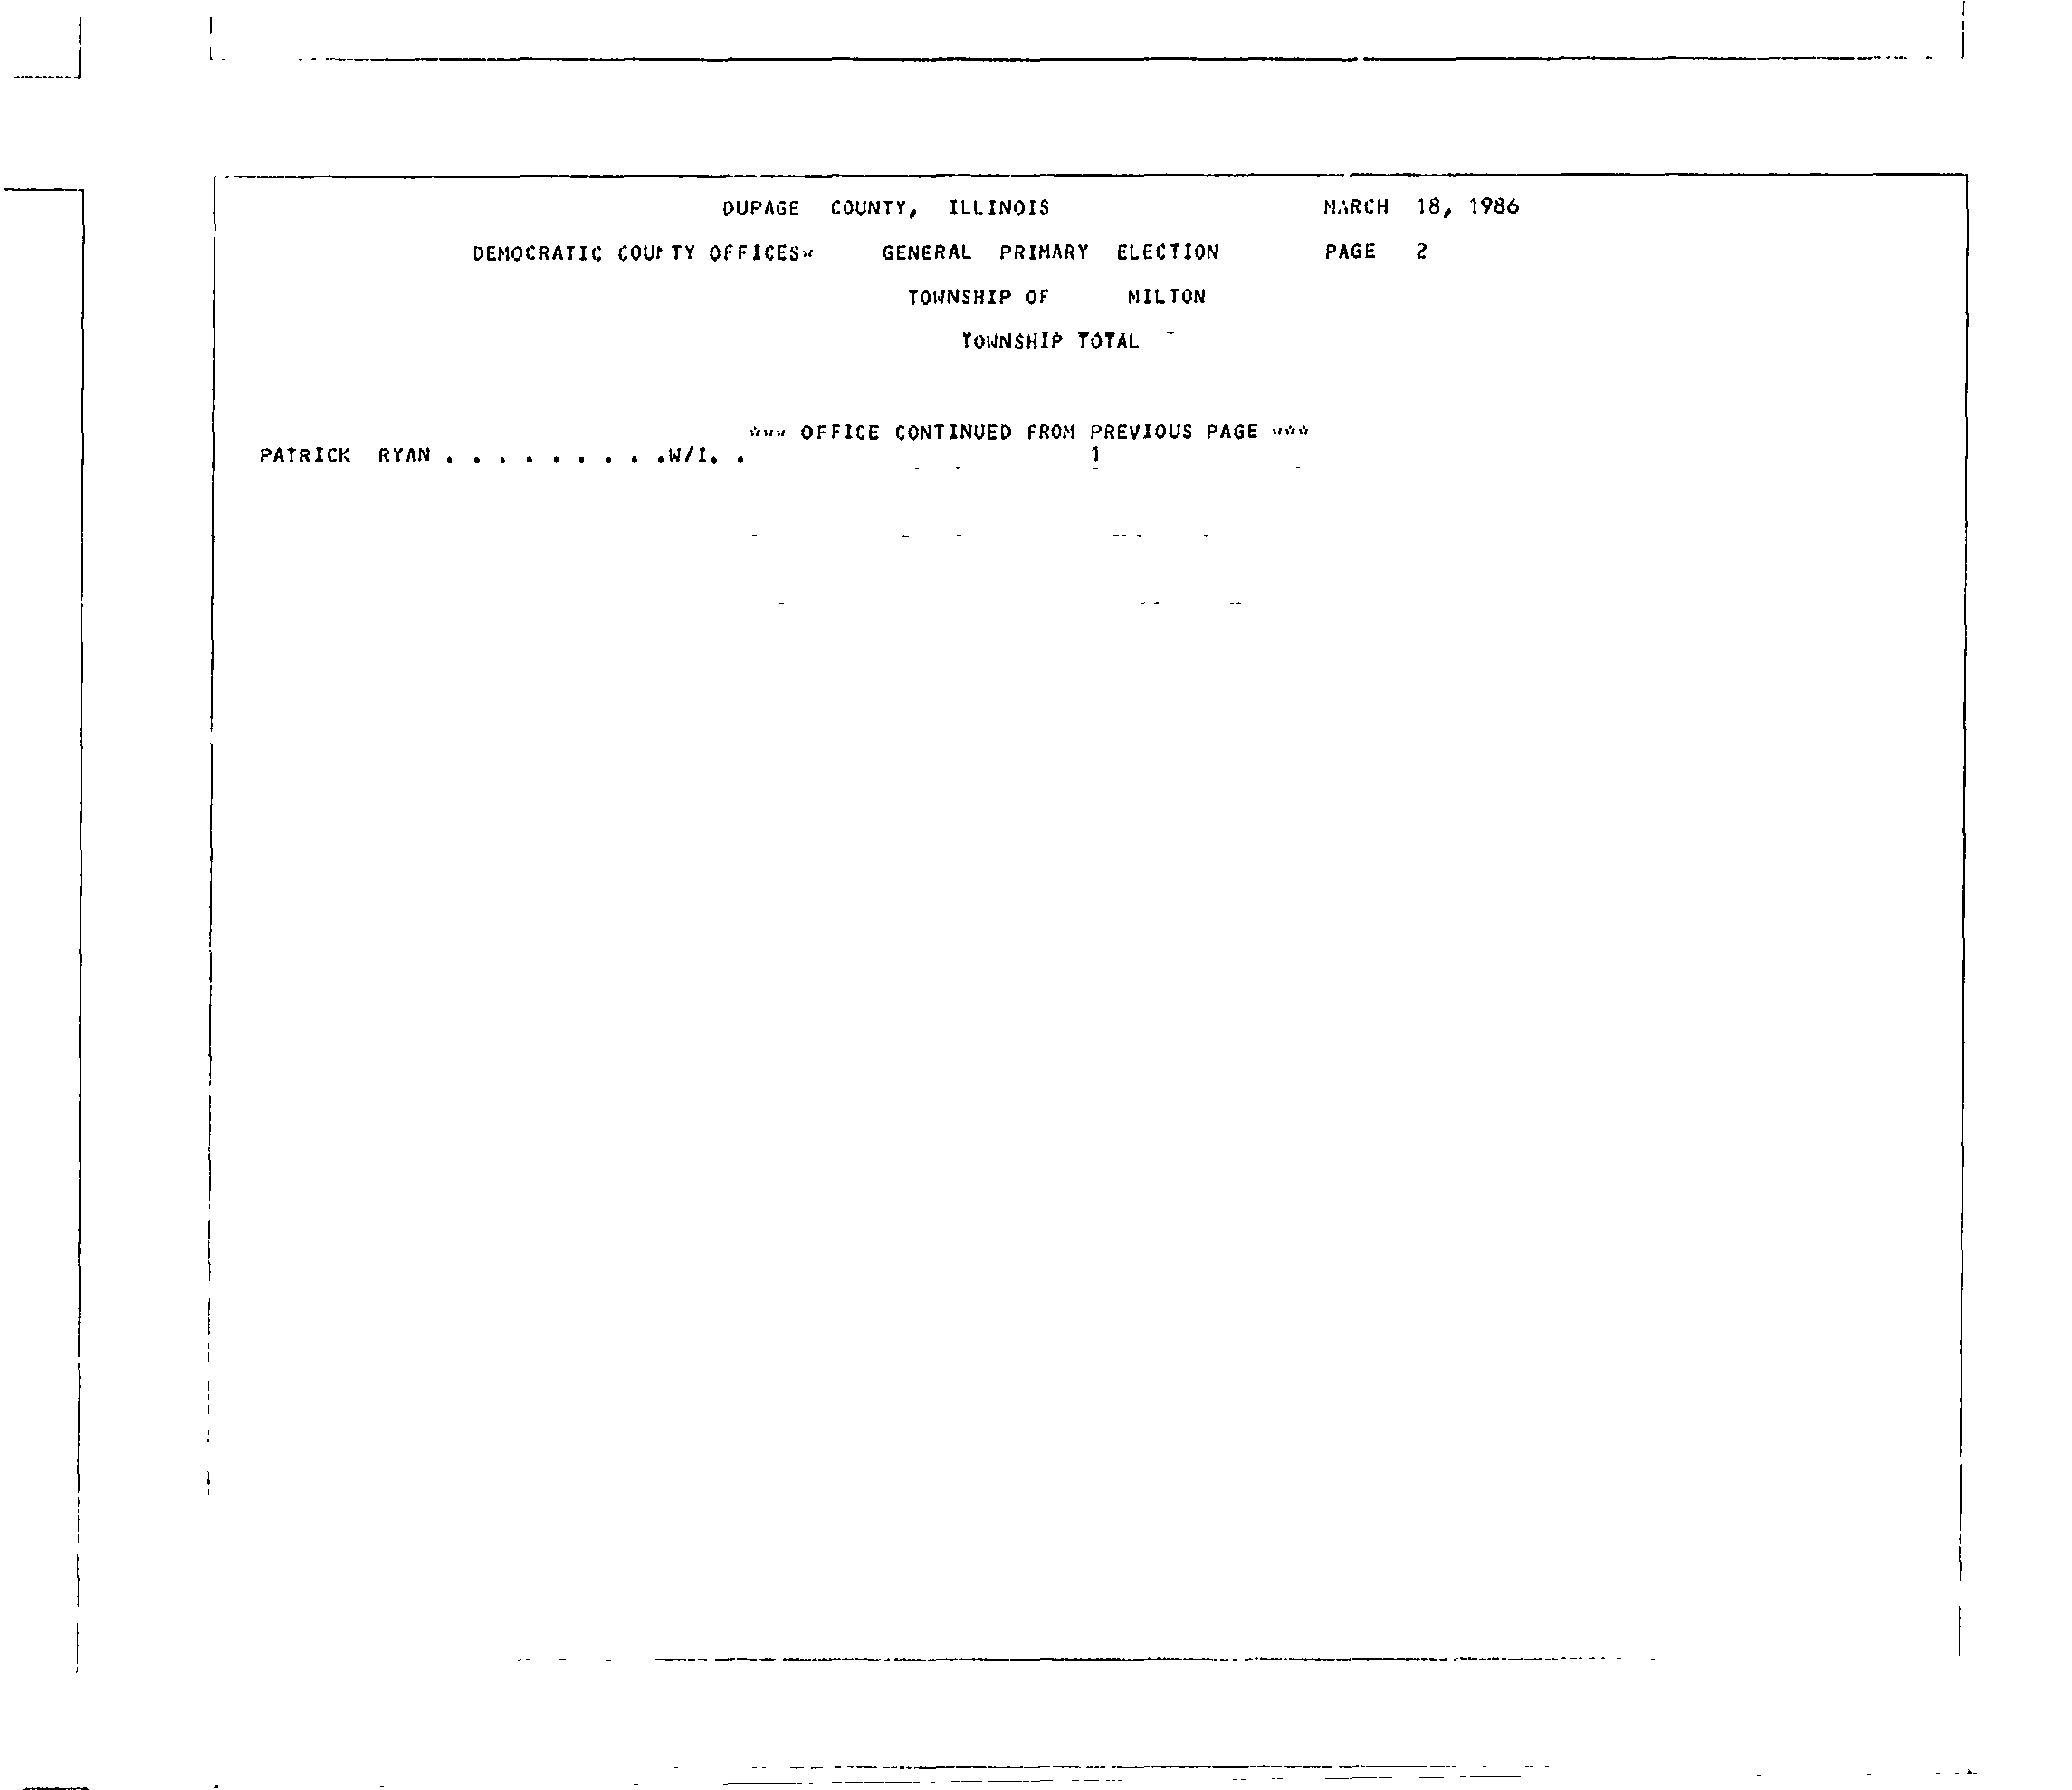 DUPAGE COUNTY, ILLINOIS MARCH 18, 1986
DEMOCRATIC COUNTY OFFICES* GENERAL PRIMARY ELECTION PAGE 2
TOWNSHIP OF MILTON
TOWNSHIP TOTAL
*** OFFICE CONTINUED FROM PREVIOUS PAGE ***
PATRICK RYAN . . . . . . . . .W/I. . 1